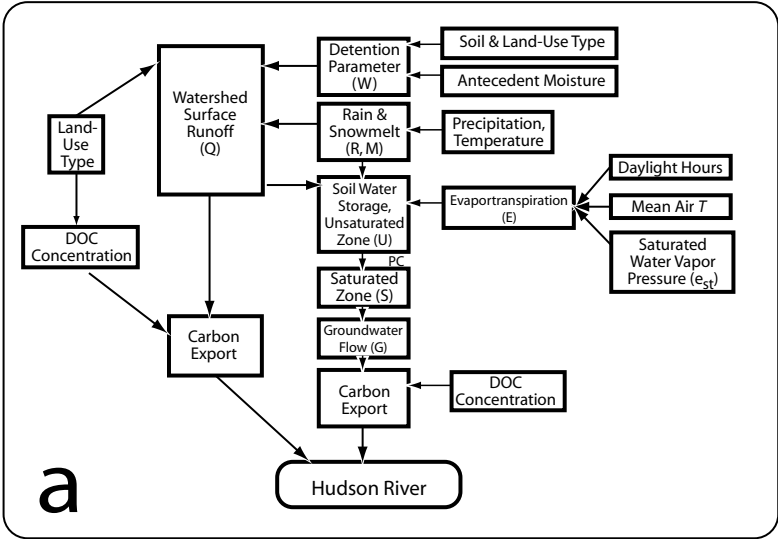 Soil & Land-Use Type
Detention
Parameter
(W)
Antecedent Moisture
Watershed
Surface
Runoff
(Q)
Land-
Use
Type
Rain &
Snowmelt
(R, M)
Precipitation,
Temperature
Daylight Hours
Soil Water
Storage,
Unsaturated
Zone (U)
Evaportranspiration
(E)
Mean Air T
Saturated
Water Vapor
Pressure (est)
DOC
Concentration
PC
Saturated
Zone (S)
Groundwater
Flow (G)
Carbon
Export
Carbon
Export
DOC
Concentration
Hudson River
a